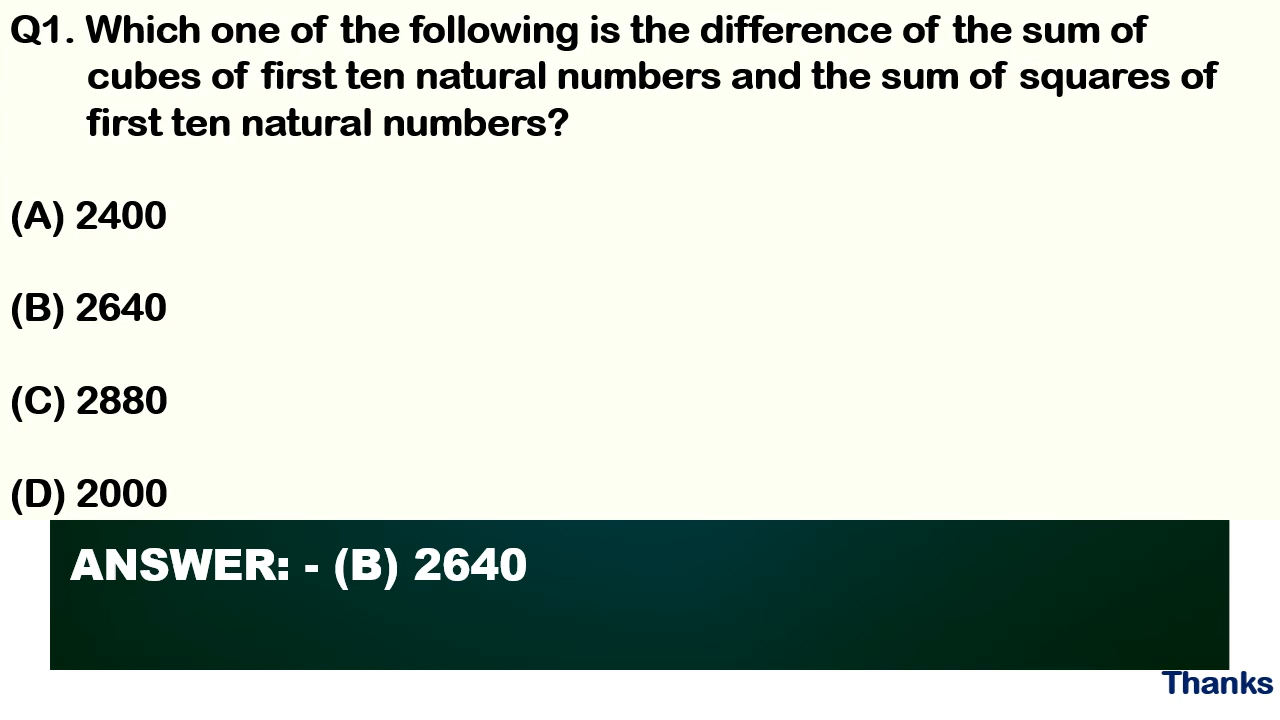 Q1. Which one of the following is the difference of the sum of
cubes of first ten natural numbers and the sum of squares of
first ten natural numbers?
(A) 2400
(B) 2640
(C) 2880
(D) 2000
ANSWER: - (B) 2640
Thanks